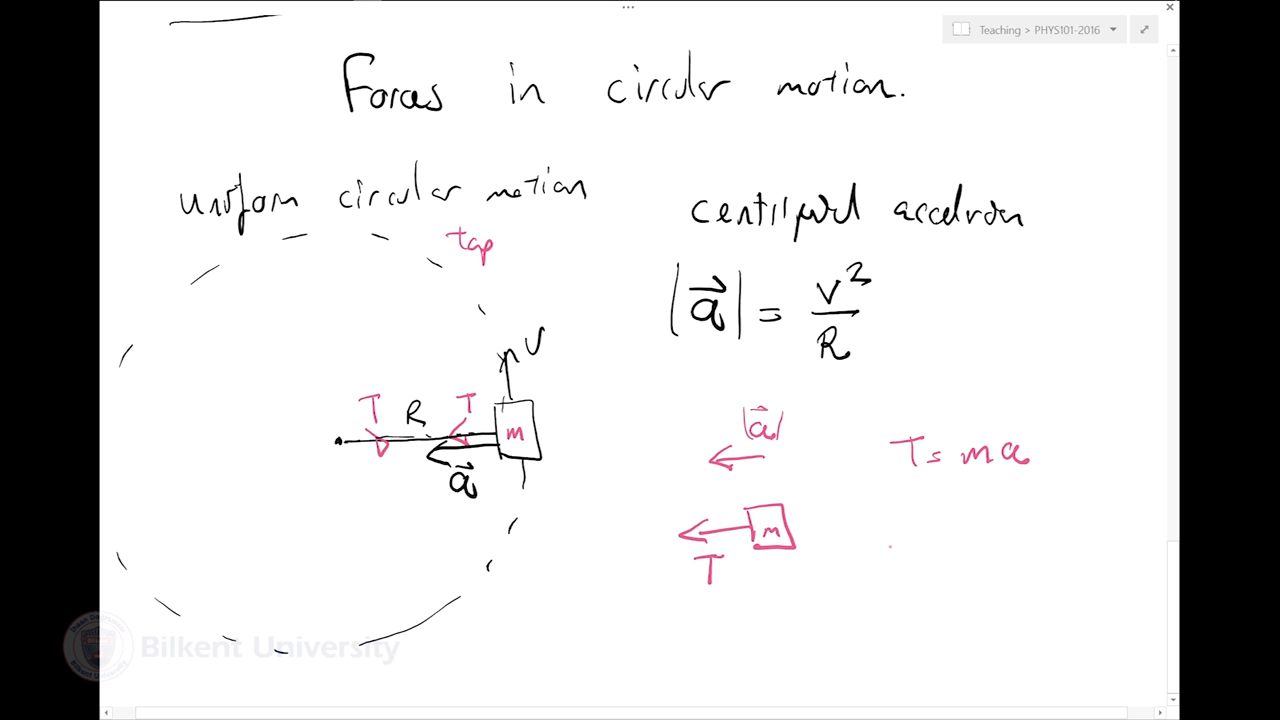 Teaching > PHYS101-2016
Forces in circular motion.
uniform circular motion
top
centripetal acceleration
|a⃗| = v²/R
v
T R T
m
a⃗
|a⃗|
T = ma
m
T
Bilkent University